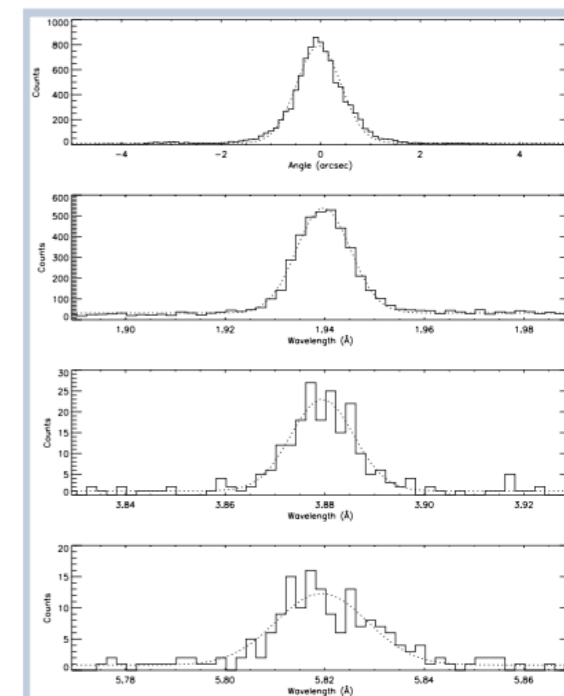 1000
800
600
400
200
0
Counts
-4 -2 0 2 4
Angle (arcsec)
600
500
400
300
200
100
0
Counts
1.90 1.92 1.94 1.96 1.98
Wavelength (Å)
30
25
20
15
10
5
0
Counts
3.84 3.86 3.88 3.90 3.92
Wavelength (Å)
20
15
10
5
0
Counts
5.78 5.80 5.82 5.84 5.86
Wavelength (Å)